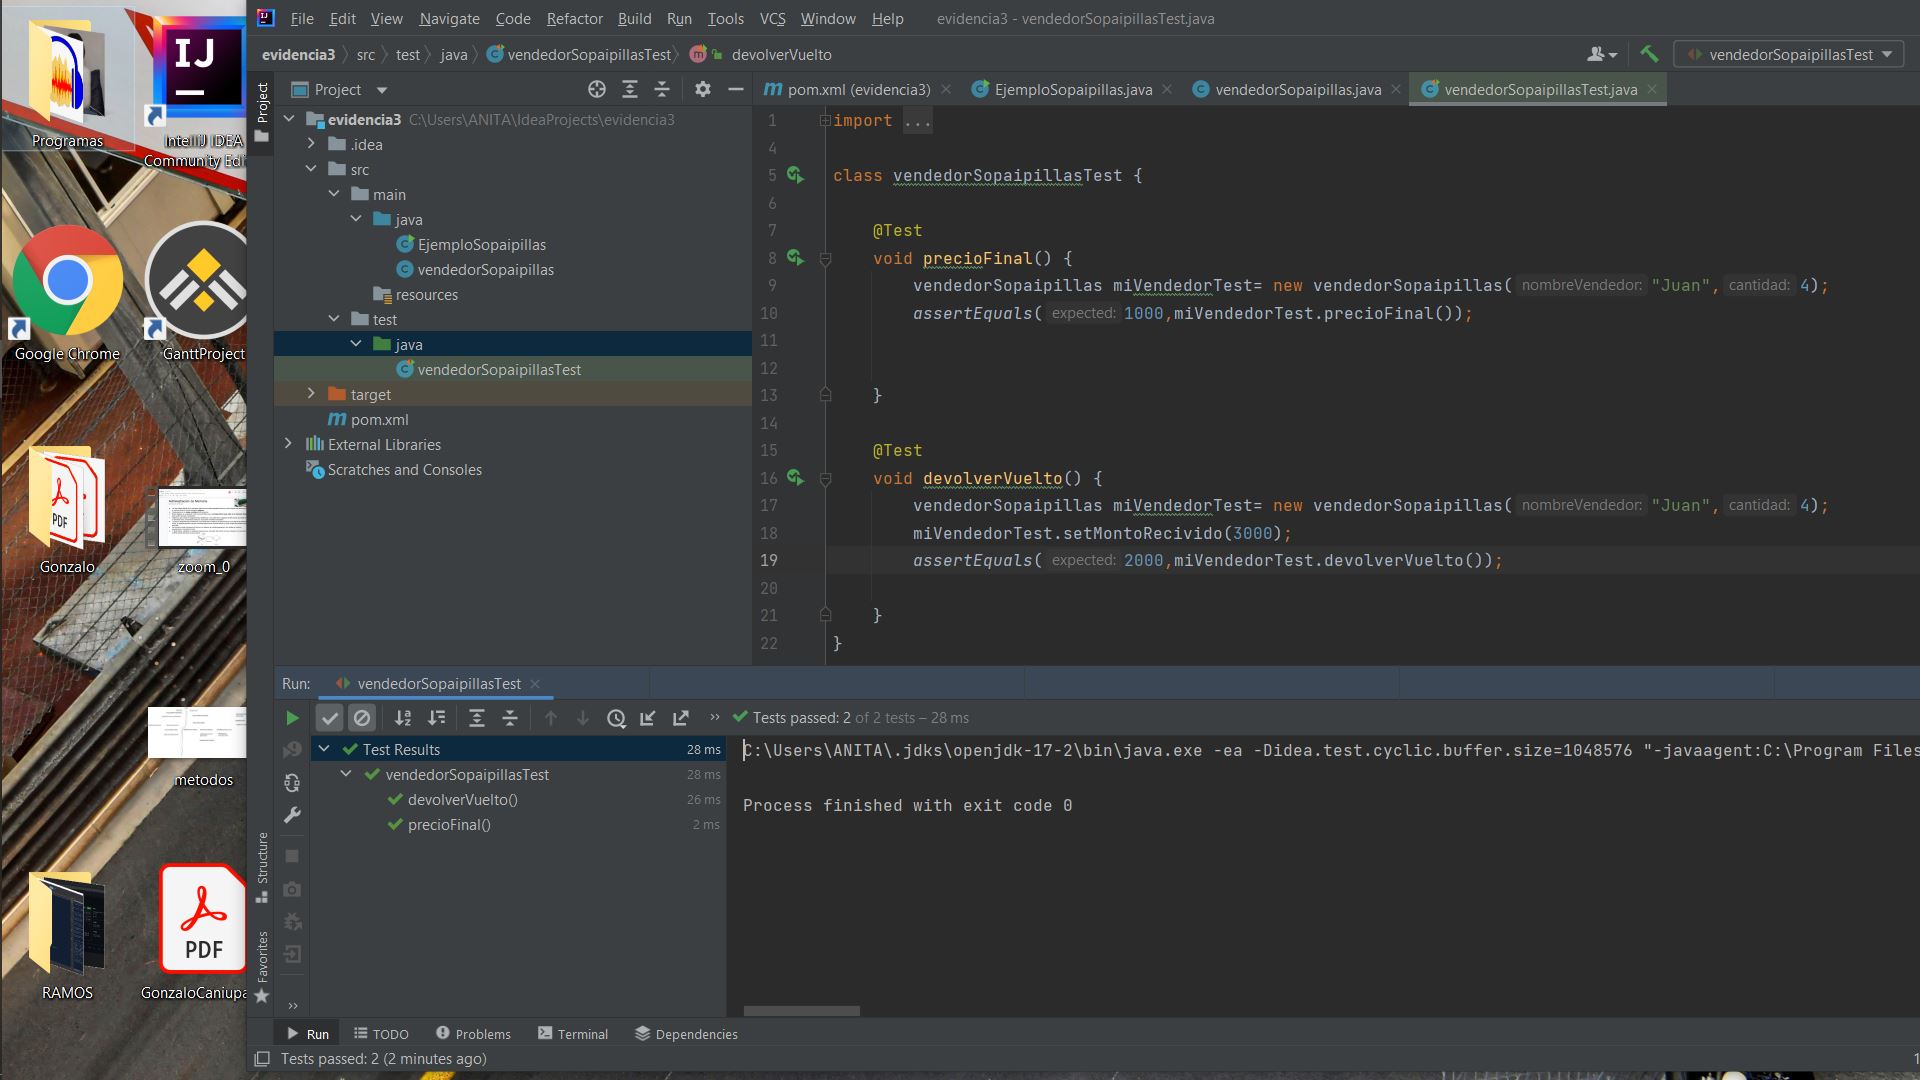 File Edit View Navigate Code Refactor Build Run Tools VCS Window Help evidencia3 - vendedorSopaipillasTest.java
evidencia3 src test java vendedorSopaipillasTest devolverVuelto vendedorSopaipillasTest
Project
Project
pom.xml (evidencia3) EjemploSopaipillas.java vendedorSopaipillas.java vendedorSopaipillasTest.java
evidencia3 C:\Users\ANITA\IdeaProjects\evidencia3
.idea
src
main
java
EjemploSopaipillas
vendedorSopaipillas
resources
test
java
vendedorSopaipillasTest
target
pom.xml
External Libraries
Scratches and Consoles
1 import ...
4
5 class vendedorSopaipillasTest {
6
7 @Test
8 void precioFinal() {
9 vendedorSopaipillas miVendedorTest= new vendedorSopaipillas( nombreVendedor: "Juan", cantidad: 4);
10 assertEquals( expected: 1000,miVendedorTest.precioFinal());
11
12
13 }
14
15 @Test
16 void devolverVuelto() {
17 vendedorSopaipillas miVendedorTest= new vendedorSopaipillas( nombreVendedor: "Juan", cantidad: 4);
18 miVendedorTest.setMontoRecivido(3000);
19 assertEquals( expected: 2000,miVendedorTest.devolverVuelto());
20
21 }
22 }
Run: vendedorSopaipillasTest
Tests passed: 2 of 2 tests – 28 ms
Test Results 28 ms
vendedorSopaipillasTest 28 ms
devolverVuelto() 26 ms
precioFinal() 2 ms
C:\Users\ANITA\.jdks\openjdk-17-2\bin\java.exe -ea -Didea.test.cyclic.buffer.size=1048576 "-javaagent:C:\Program Files
Process finished with exit code 0
Structure
Favorites
Run TODO Problems Terminal Dependencies
Tests passed: 2 (2 minutes ago)
Programas
IJ
IntelliJ IDEA
Community Edi
Google Chrome
GanttProject
PDF
Gonzalo
zoom_0
metodos
RAMOS
PDF
GonzaloCaniupa